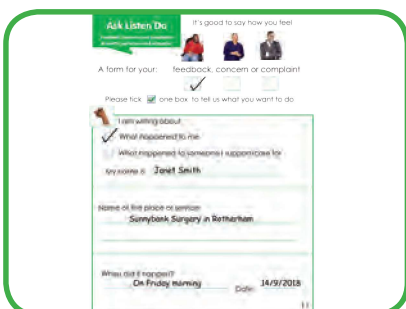 Ask Listen Do
It's good to say how you feel
A form for your: feedback, concern or complaint
Please tick one box to tell us what you want to do
I am writing about:
What happened to me
What happened to someone I support/care for
My name is Janet Smith
Name of the place or service:
Sunnybank Surgery in Rotherham
When did it happen?
On Friday morning
Date: 14/9/2018